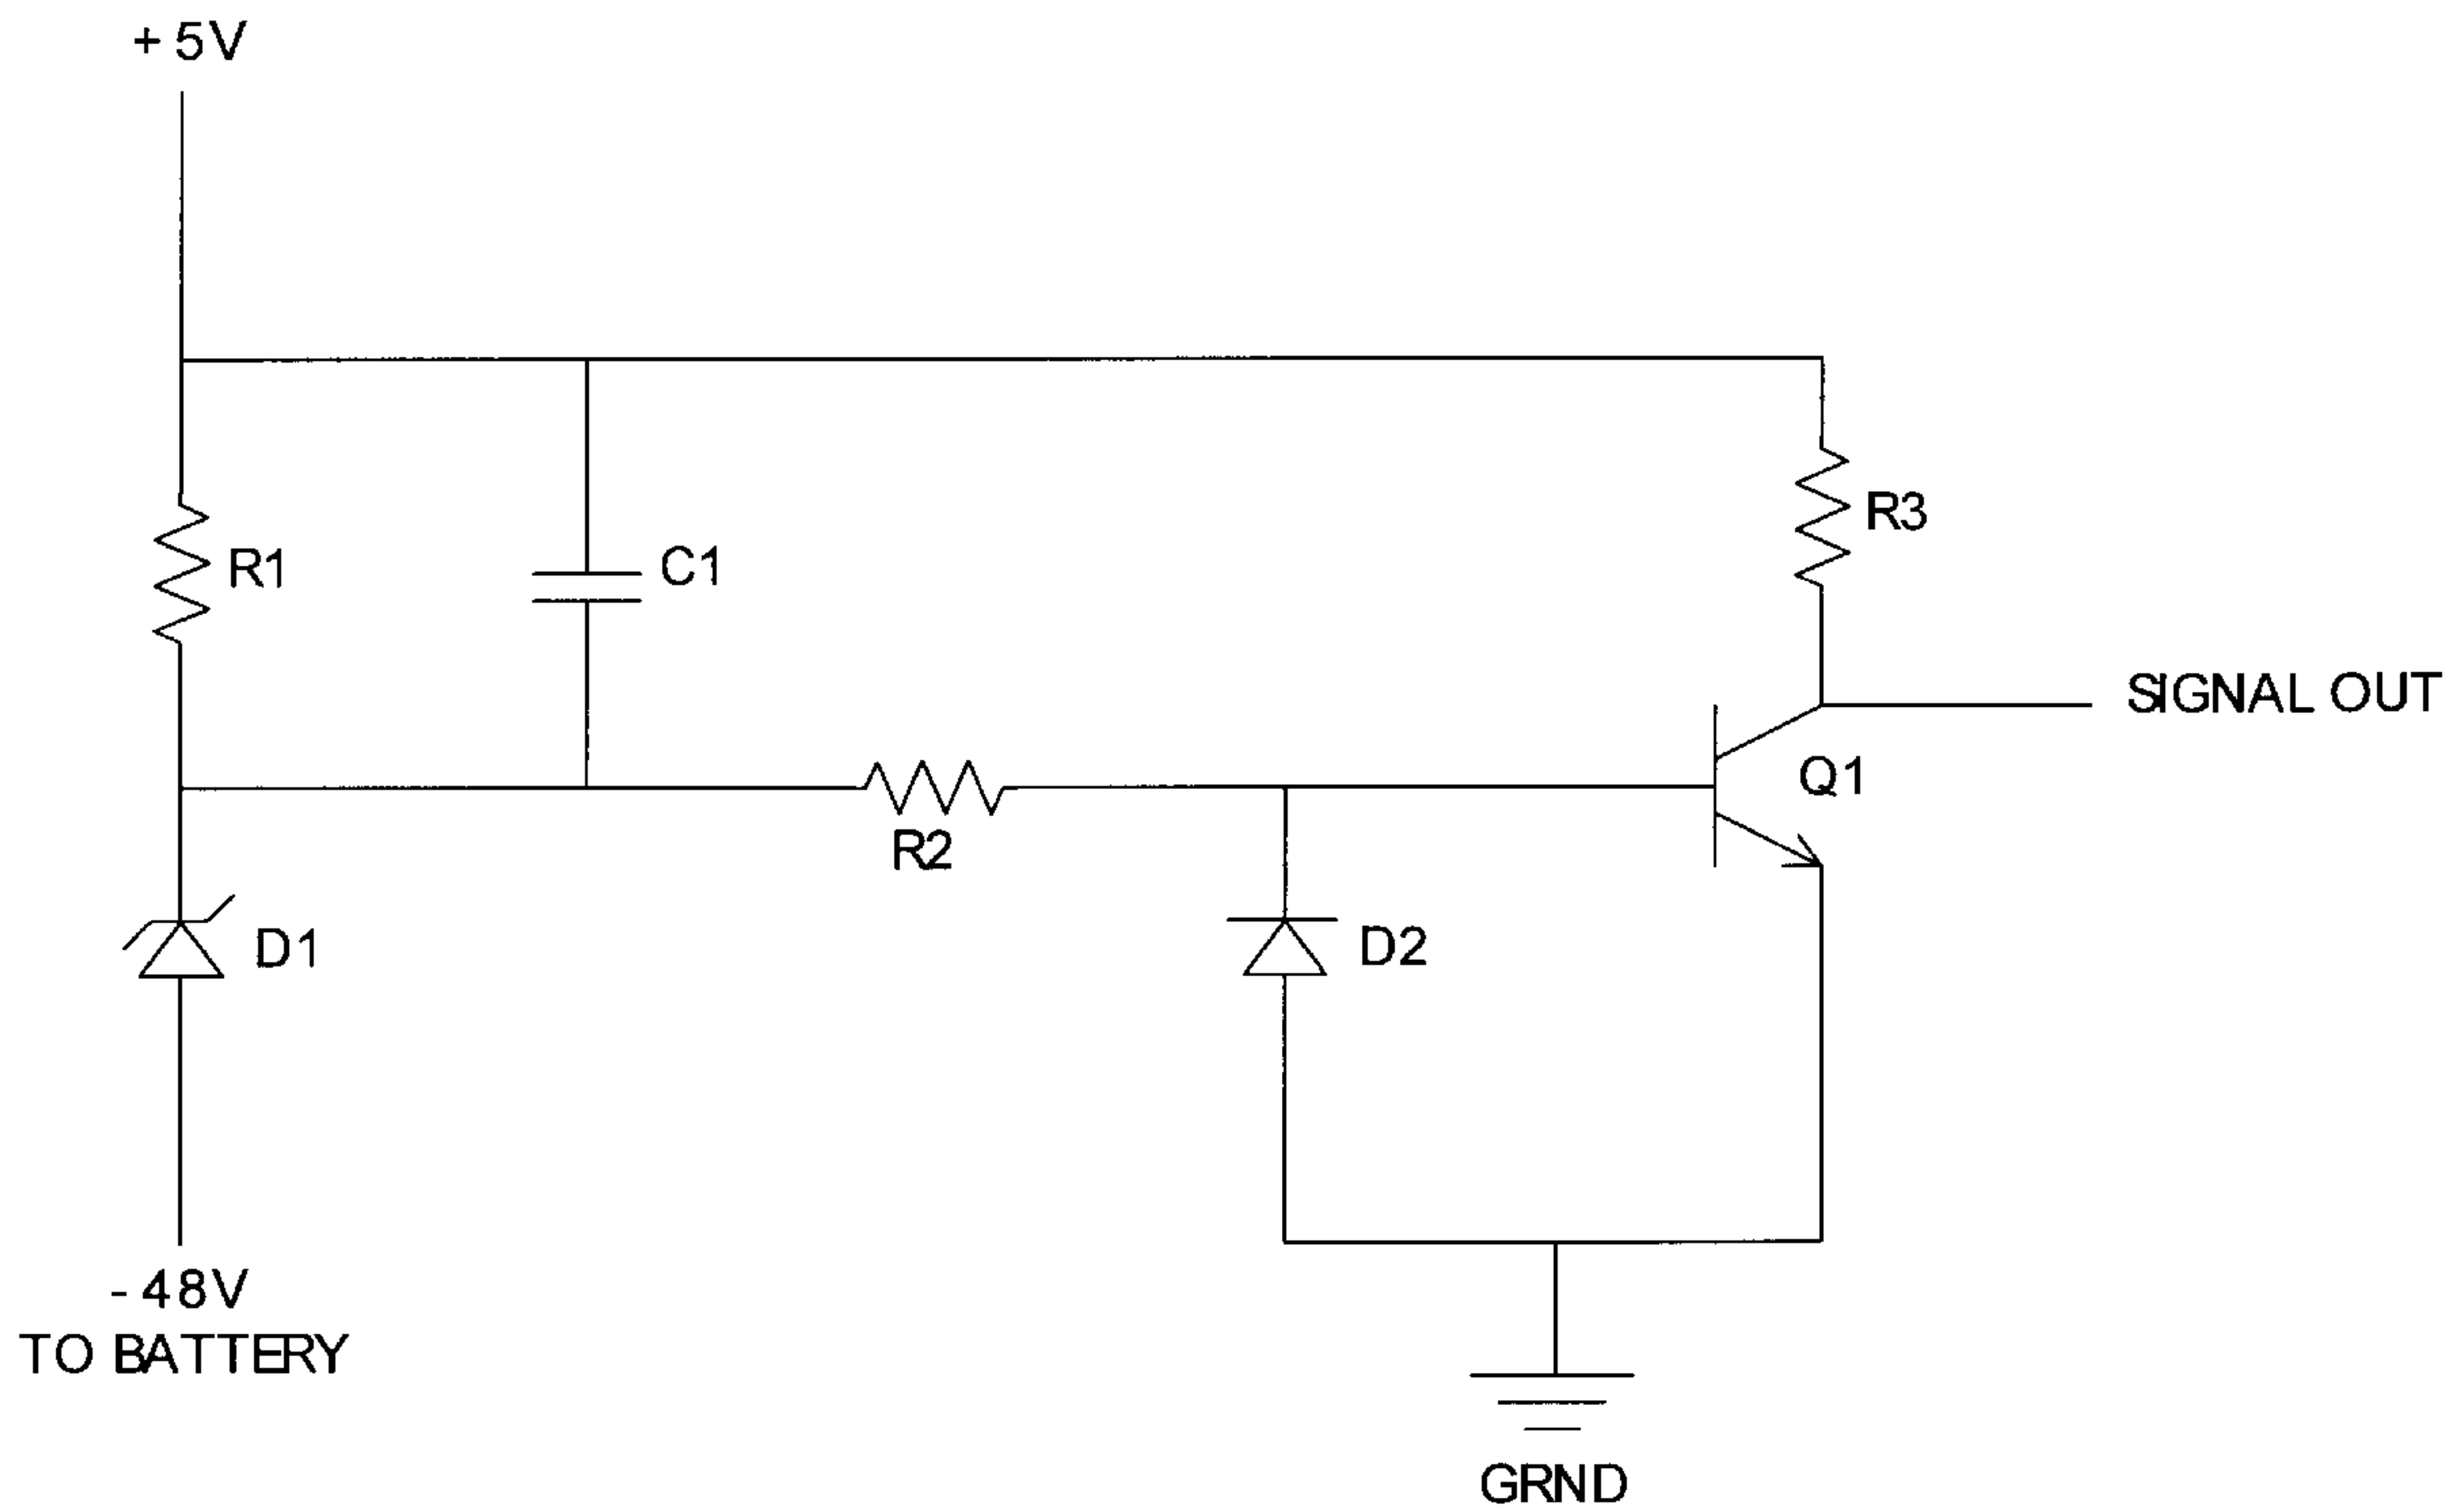 +5V
R1
C1
R3
SIGNAL OUT
Q1
R2
D1
D2
-48V
TO BATTERY
GRND